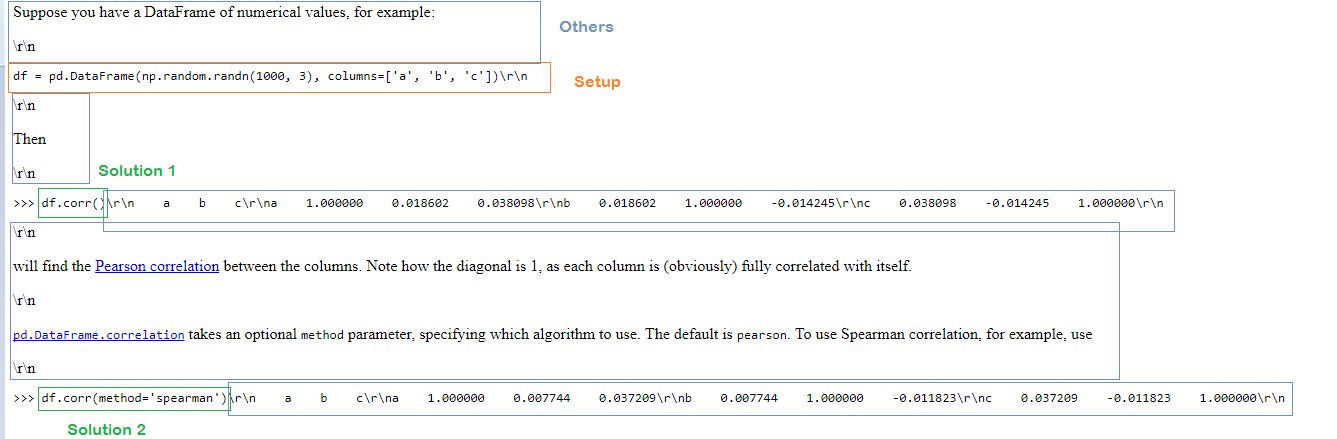 Suppose you have a DataFrame of numerical values, for example:
Others
\r\n
df = pd.DataFrame(np.random.randn(1000, 3), columns=['a', 'b', 'c'])\r\n
Setup
\r\n
Then
\r\n
Solution 1
>>> df.corr()\r\n    a    b    c\r\na    1.000000    0.018602    0.038098\r\nb    0.018602    1.000000    -0.014245\r\nc    0.038098    -0.014245    1.000000\r\n
\r\n
will find the Pearson correlation between the columns. Note how the diagonal is 1, as each column is (obviously) fully correlated with itself.
\r\n
pd.DataFrame.correlation takes an optional method parameter, specifying which algorithm to use. The default is pearson. To use Spearman correlation, for example, use
\r\n
>>> df.corr(method='spearman')\r\n    a    b    c\r\na    1.000000    0.007744    0.037209\r\nb    0.007744    1.000000    -0.011823\r\nc    0.037209    -0.011823    1.000000\r\n
Solution 2